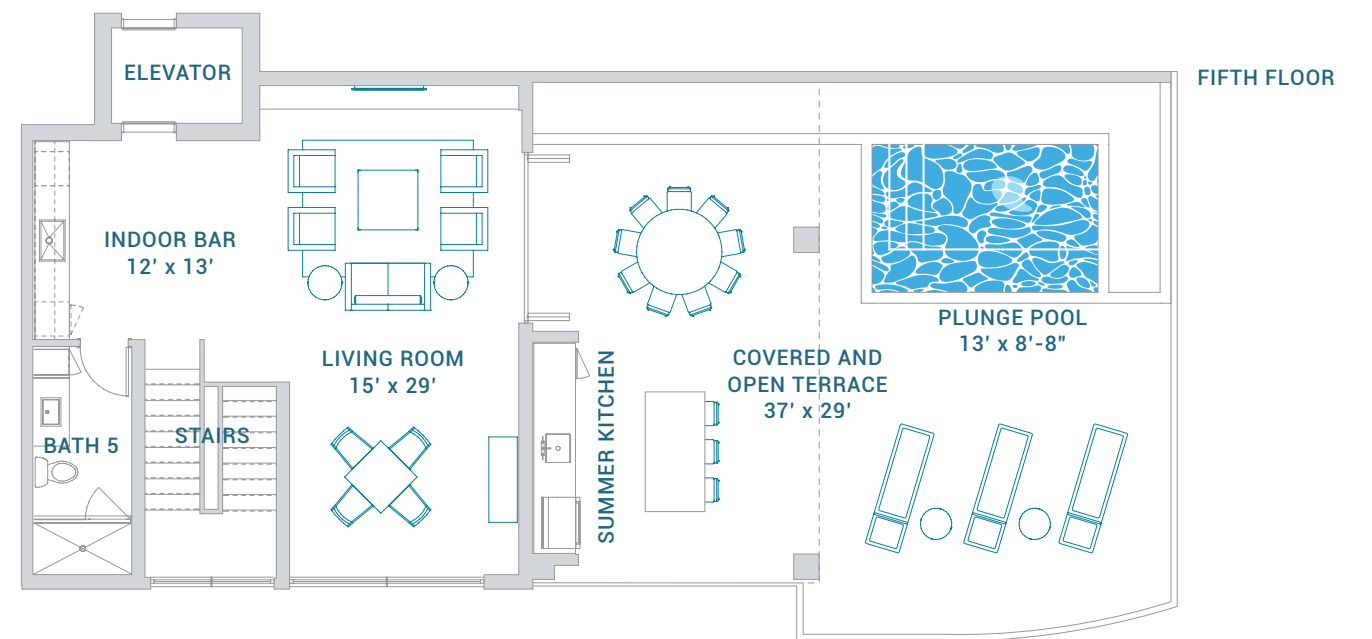 ELEVATOR
FIFTH FLOOR
INDOOR BAR
12' x 13'
PLUNGE POOL
13' x 8'-8"
LIVING ROOM
15' x 29'
COVERED AND
OPEN TERRACE
37' x 29'
SUMMER KITCHEN
STAIRS
BATH 5